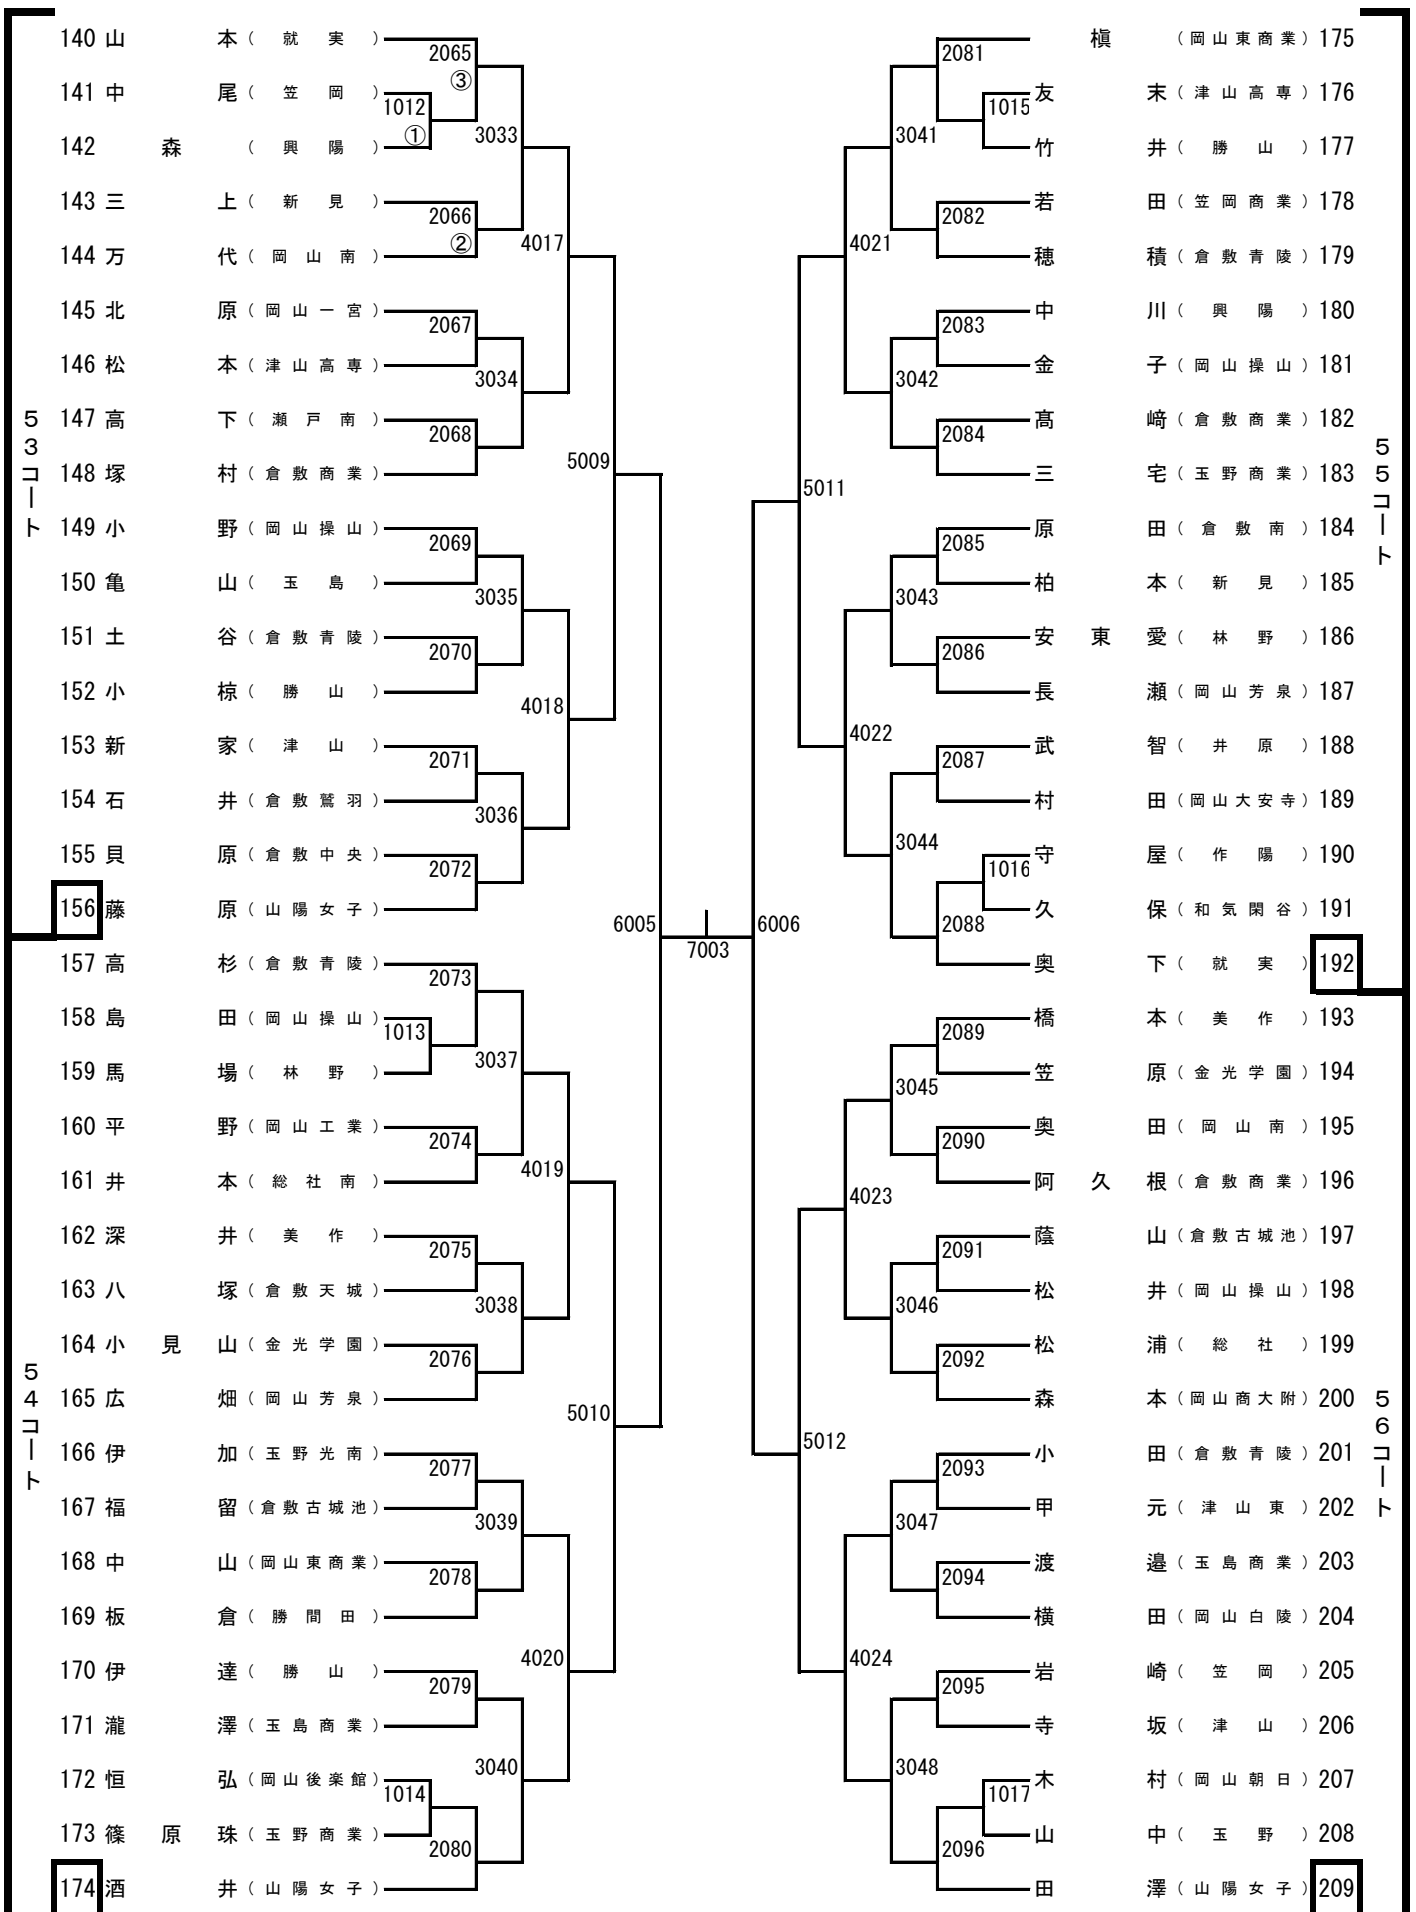 140 山本（就実）
141 中尾（笠岡）
142 森（興陽）
143 三上（新見）
144 万代（岡山南）
145 北原（岡山一宮）
146 松本（津山高専）
147 高下（瀬戸南）
148 塚村（倉敷商業）
149 小野（岡山操山）
150 亀山（玉島）
151 土谷（倉敷青陵）
152 小椋（勝山）
153 新家（津山）
154 石井（倉敷鷲羽）
155 貝原（倉敷中央）
156 藤原（山陽女子）
157 高杉（倉敷青陵）
158 島田（岡山操山）
159 馬場（林野）
160 平野（岡山工業）
161 井本（総社南）
162 深井（美作）
163 八塚（倉敷天城）
164 小見山（金光学園）
165 広畑（岡山芳泉）
166 伊加（玉野光南）
167 福留（倉敷古城池）
168 中山（岡山東商業）
169 板倉（勝間田）
170 伊達（勝山）
171 瀧澤（玉島商業）
172 恒弘（岡山後楽館）
173 篠原珠（玉野商業）
174 酒井（山陽女子）
53コート
54コート
1012
①
1013
1014
2065
③
2066
②
2067
2068
2069
2070
2071
2072
2073
2074
2075
2076
2077
2078
2079
2080
3033
3034
3035
3036
3037
3038
3039
3040
4017
4018
4019
4020
5009
5010
6005
7003
6006
5011
5012
4021
4022
4023
4024
3041
3042
3043
3044
3045
3046
3047
3048
2081
2082
2083
2084
2085
2086
2087
2088
2089
2090
2091
2092
2093
2094
2095
2096
1015
1016
1017
槇（岡山東商業）175
友末（津山高専）176
竹井（勝山）177
若田（笠岡商業）178
穂積（倉敷青陵）179
中川（興陽）180
金子（岡山操山）181
髙﨑（倉敷商業）182
三宅（玉野商業）183
原田（倉敷南）184
柏本（新見）185
安東愛（林野）186
長瀬（岡山芳泉）187
武智（井原）188
村田（岡山大安寺）189
守屋（作陽）190
久保（和気閑谷）191
奥下（就実）192
橋本（美作）193
笠原（金光学園）194
奥田（岡山南）195
阿久根（倉敷商業）196
蔭山（倉敷古城池）197
松井（岡山操山）198
松浦（総社）199
森本（岡山商大附）200
小田（倉敷青陵）201
甲元（津山東）202
渡邉（玉島商業）203
横田（岡山白陵）204
岩崎（笠岡）205
寺坂（津山）206
木村（岡山朝日）207
山中（玉野）208
田澤（山陽女子）209
55コート
56コート